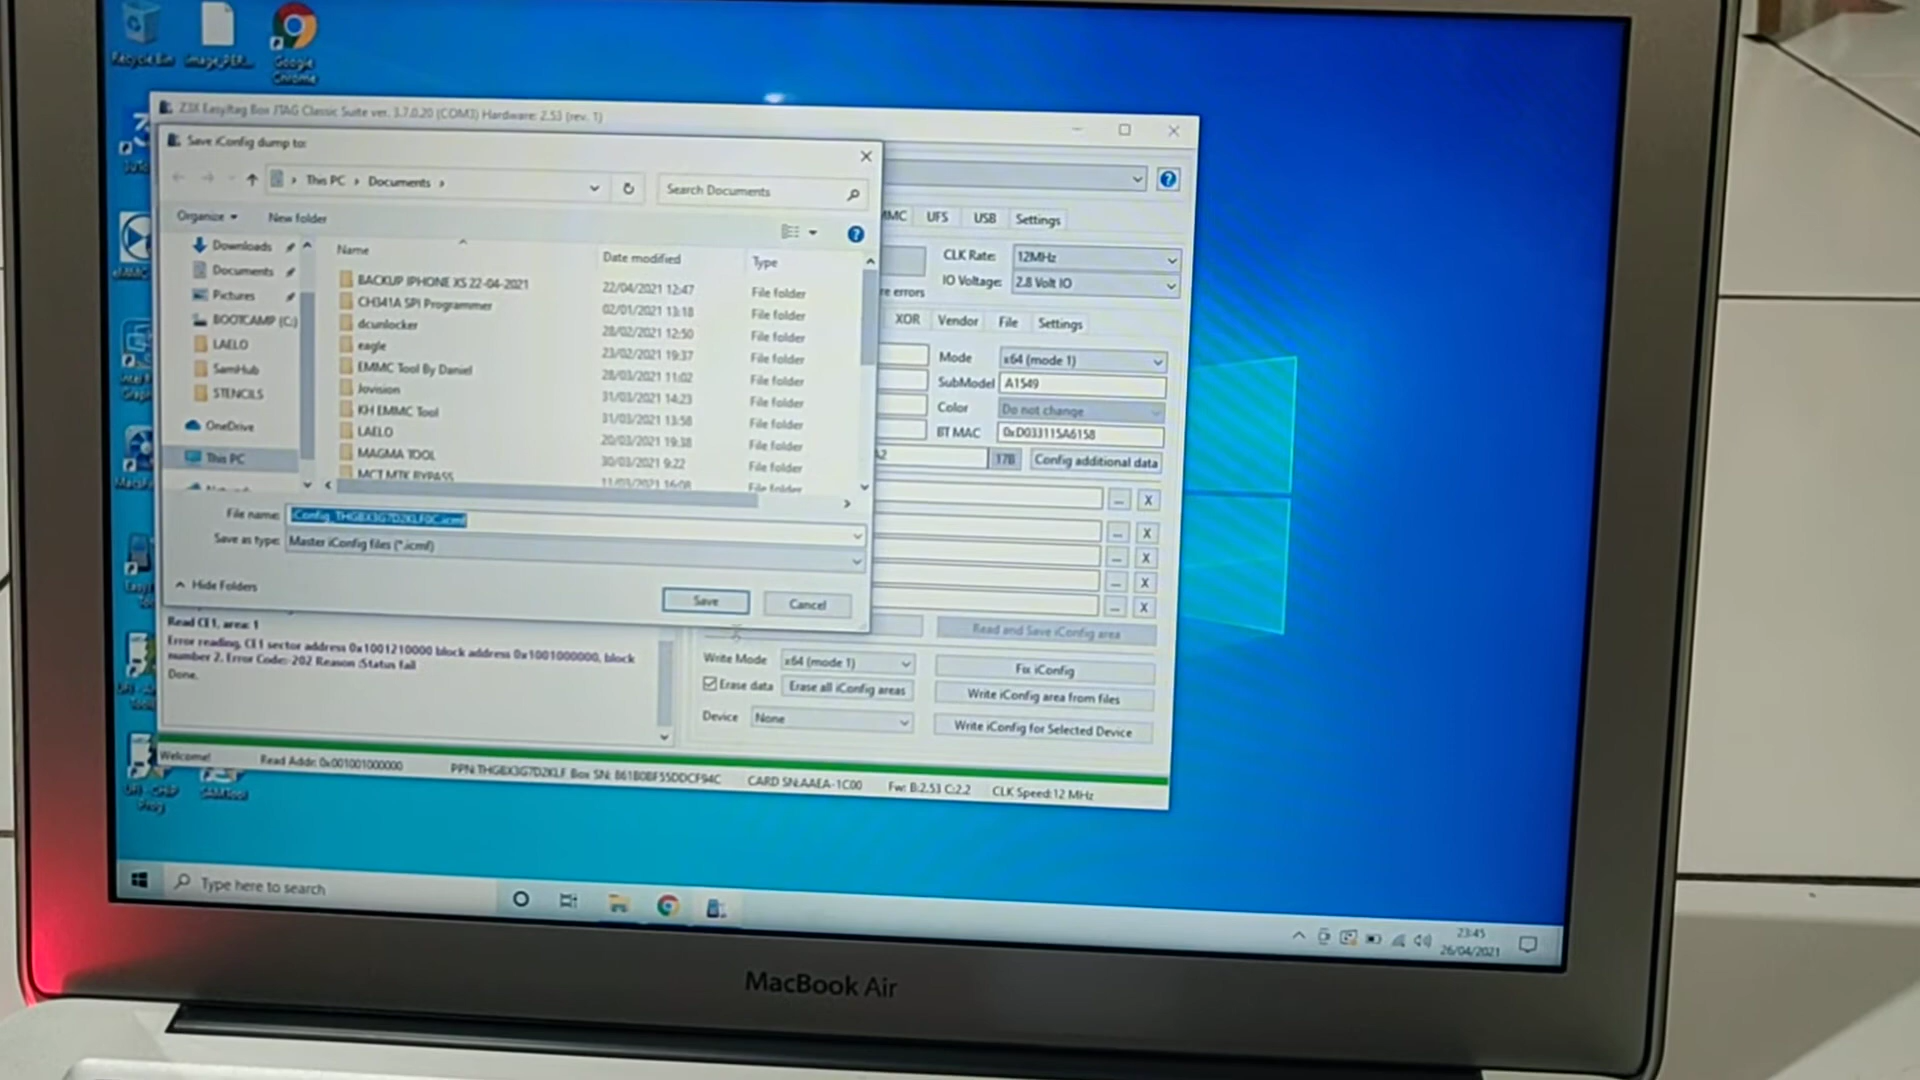 Recycle Bin
Google Chrome
Z3X EasyJtag Box JTAG Classic Suite ver. 3.7.0.20 (COM3) Hardware: 2.53 (rev. 1)
Save iConfig dump to:
This PC > Documents >
Search Documents
Organize
New folder
Downloads
Documents
Pictures
BOOTCAMP (C:)
LAELO
SamHub
STENCILS
OneDrive
This PC
Name Date modified Type
BACKUP IPHONE XS 22-04-2021 22/04/2021 12:47 File folder
CH341A SPI Programmer 02/01/2021 13:18 File folder
dcunlocker 28/02/2021 12:50 File folder
eagle 23/02/2021 19:37 File folder
EMMC Tool By Daniel 28/03/2021 11:02 File folder
Jovision 31/03/2021 14:23 File folder
KH EMMC Tool 31/03/2021 13:58 File folder
LAELO 20/03/2021 19:38 File folder
MAGMA TOOL 30/03/2021 9:22 File folder
MCT MTK BYPASS 11/03/2021 16:08 File folder
File name: iConfig_THGBX3G7D2KLF0C.icmf
Save as type: Master iConfig files (*.icmf)
Hide Folders
Save
Cancel
UFS USB Settings
CLK Rate: 12MHz
IO Voltage: 2.8 Volt IO
re errors
XOR Vendor File Settings
Mode x64 (mode 1)
SubModel A1549
Color Do not change
BT MAC 0xD033115A6158
17B Config additional data
... X
... X
... X
... X
... X
Read and Save iConfig area
Write Mode x64 (mode 1)
Fix iConfig
Erase data Erase all iConfig areas
Write iConfig area from files
Device None
Write iConfig for Selected Device
Read CE1, area: 1
Error reading, CE1 sector address 0x1001210000 block address 0x1001000000, block
number 2. Error Code:-202 Reason :Status fail
Done.
Welcome!
Read Addr: 0x001001000000
PPN:THGBX3G7D2KLF Box SN: B61B0BF55DDCF94C
CARD SN:AAEA-1C00
Fw: B:2.53 C:2.2
CLK Speed:12 MHz
Type here to search
23:45
26/04/2021
MacBook Air